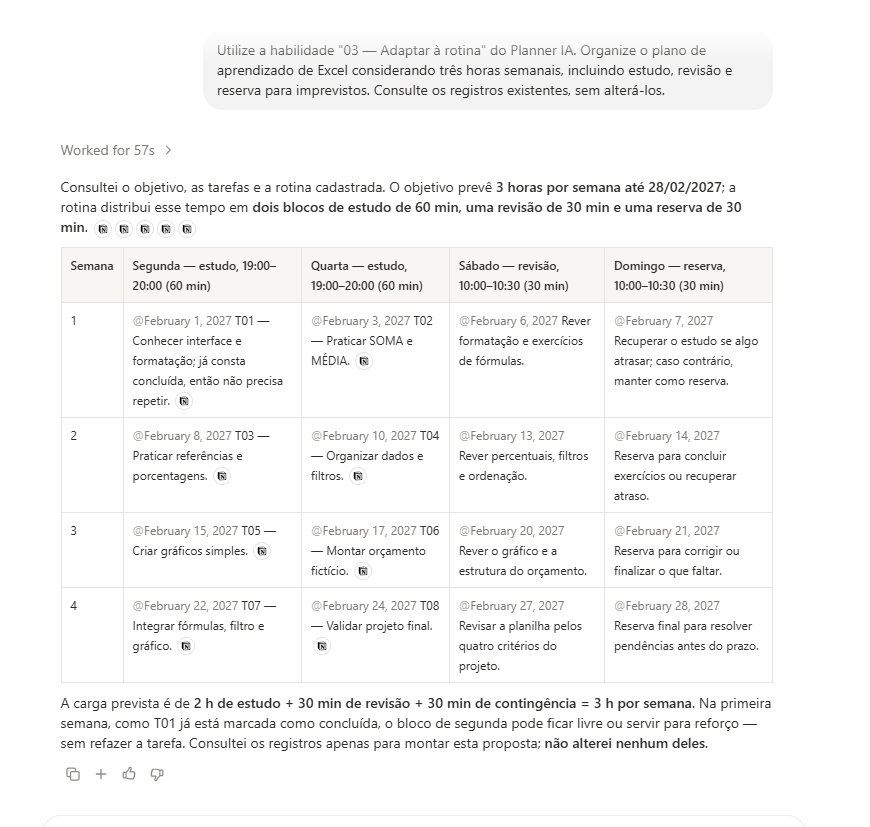 Utilize a habilidade "03 — Adaptar à rotina" do Planner IA. Organize o plano de
aprendizado de Excel considerando três horas semanais, incluindo estudo, revisão e
reserva para imprevistos. Consulte os registros existentes, sem alterá-los.
Worked for 57s
Consultei o objetivo, as tarefas e a rotina cadastrada. O objetivo prevê 3 horas por semana até 28/02/2027; a
rotina distribui esse tempo em dois blocos de estudo de 60 min, uma revisão de 30 min e uma reserva de 30
min.
Semana
Segunda — estudo, 19:00–
20:00 (60 min)
Quarta — estudo,
19:00–20:00 (60 min)
Sábado — revisão,
10:00–10:30 (30 min)
Domingo — reserva,
10:00–10:30 (30 min)
1
@February 1, 2027 T01 —
Conhecer interface e
formatação; já consta
concluída, então não precisa
repetir.
@February 3, 2027 T02
— Praticar SOMA e
MÉDIA.
@February 6, 2027 Rever
formatação e exercícios
de fórmulas.
@February 7, 2027
Recuperar o estudo se algo
atrasar; caso contrário,
manter como reserva.
2
@February 8, 2027 T03 —
Praticar referências e
porcentagens.
@February 10, 2027 T04
— Organizar dados e
filtros.
@February 13, 2027
Rever percentuais, filtros
e ordenação.
@February 14, 2027
Reserva para concluir
exercícios ou recuperar
atraso.
3
@February 15, 2027 T05 —
Criar gráficos simples.
@February 17, 2027 T06
— Montar orçamento
fictício.
@February 20, 2027
Rever o gráfico e a
estrutura do orçamento.
@February 21, 2027
Reserva para corrigir ou
finalizar o que faltar.
4
@February 22, 2027 T07 —
Integrar fórmulas, filtro e
gráfico.
@February 24, 2027 T08
— Validar projeto final.
@February 27, 2027
Revisar a planilha pelos
quatro critérios do
projeto.
@February 28, 2027
Reserva final para resolver
pendências antes do prazo.
A carga prevista é de 2 h de estudo + 30 min de revisão + 30 min de contingência = 3 h por semana. Na primeira
semana, como T01 já está marcada como concluída, o bloco de segunda pode ficar livre ou servir para reforço —
sem refazer a tarefa. Consultei os registros apenas para montar esta proposta; não alterei nenhum deles.